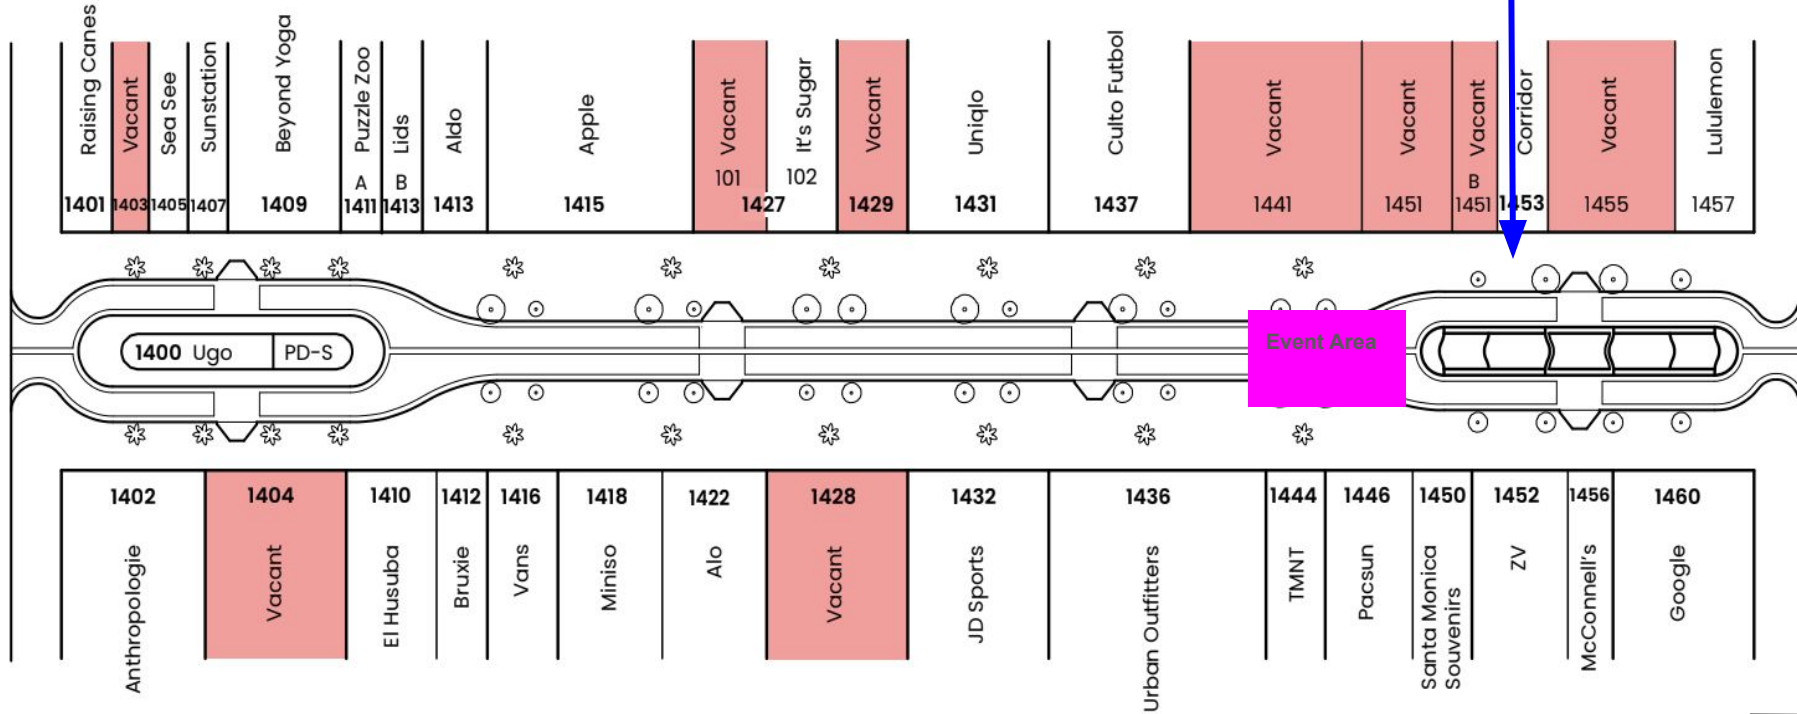 Raising Canes
Vacant
Sea See
Sunstation
Beyond Yoga
Puzzle Zoo
Lids
Aldo
Apple
Vacant
It's Sugar
Vacant
Uniqlo
Culto Futbol
Vacant
Vacant
Vacant
Corridor
Vacant
Lululemon
A
B
101
102
B
1401
1403
1405
1407
1409
1411
1413
1413
1415
1427
1429
1431
1437
1441
1451
1451
1453
1455
1457
1400 Ugo
PD-S
Event Area
1402
1404
1410
1412
1416
1418
1422
1428
1432
1436
1444
1446
1450
1452
1456
1460
Anthropologie
Vacant
El Husuba
Bruxie
Vans
Miniso
Alo
Vacant
JD Sports
Urban Outfitters
TMNT
Pacsun
Santa Monica
Souvenirs
ZV
McConnell's
Google